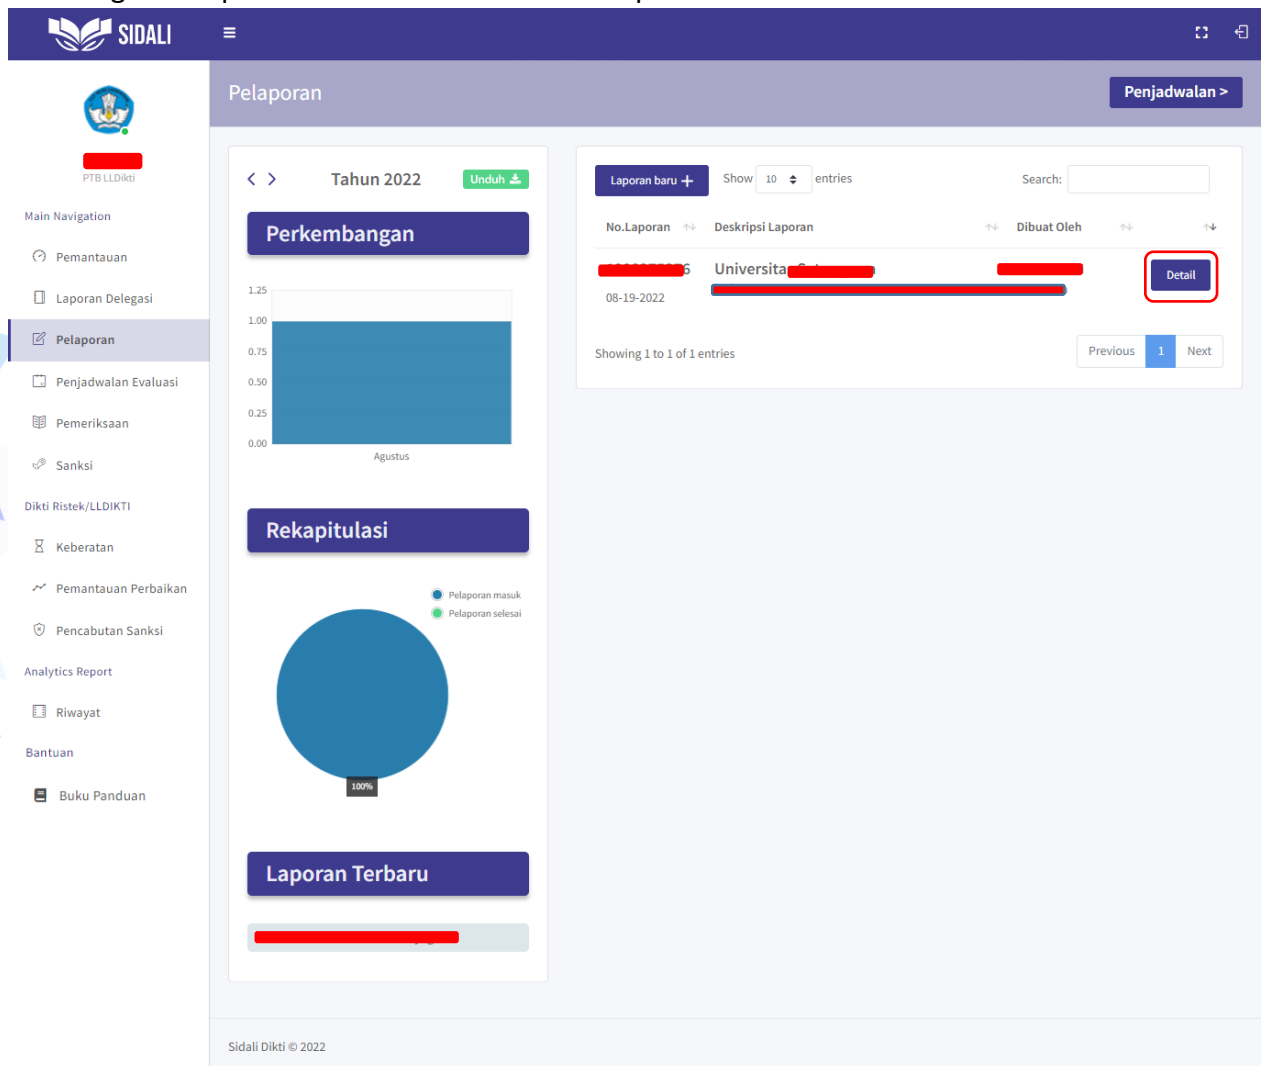 SIDALI
Pelaporan
Penjadwalan >
PTB LLDikti
Main Navigation
Pemantauan
Laporan Delegasi
Pelaporan
Penjadwalan Evaluasi
Pemeriksaan
Sanksi
Dikti Ristek/LLDIKTI
Keberatan
Pemantauan Perbaikan
Pencabutan Sanksi
Analytics Report
Riwayat
Bantuan
Buku Panduan
Tahun 2022 Unduh
Perkembangan
1.25
1.00
0.75
0.50
0.25
0.00
Agustus
Rekapitulasi
Pelaporan masuk
Pelaporan selesai
100%
Laporan Terbaru
Laporan baru + Show 10 entries Search:
No.Laporan Deskripsi Laporan Dibuat Oleh
Detail
08-19-2022
Showing 1 to 1 of 1 entries
Previous 1 Next
Sidali Dikti © 2022